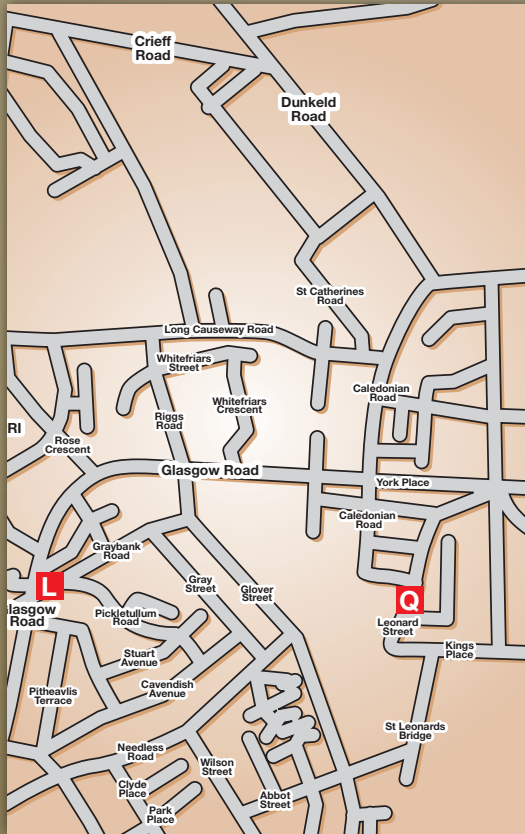 Crieff
Road
Dunkeld
Road
St Catherines
Road
Long Causeway Road
Whitefriars
Street
Caledonian
Road
Whitefriars
Crescent
Riggs
Road
RI
Rose
Crescent
Glasgow Road
York Place
Caledonian
Road
Graybank
Road
L
Gray
Street
Glover
Street
Q
Glasgow
Road
Pickletullum
Road
Leonard
Street
Kings
Place
Stuart
Avenue
Cavendish
Avenue
Pitheavlis
Terrace
St Leonards
Bridge
Needless
Road
Wilson
Street
Clyde
Place
Abbot
Street
Park
Place